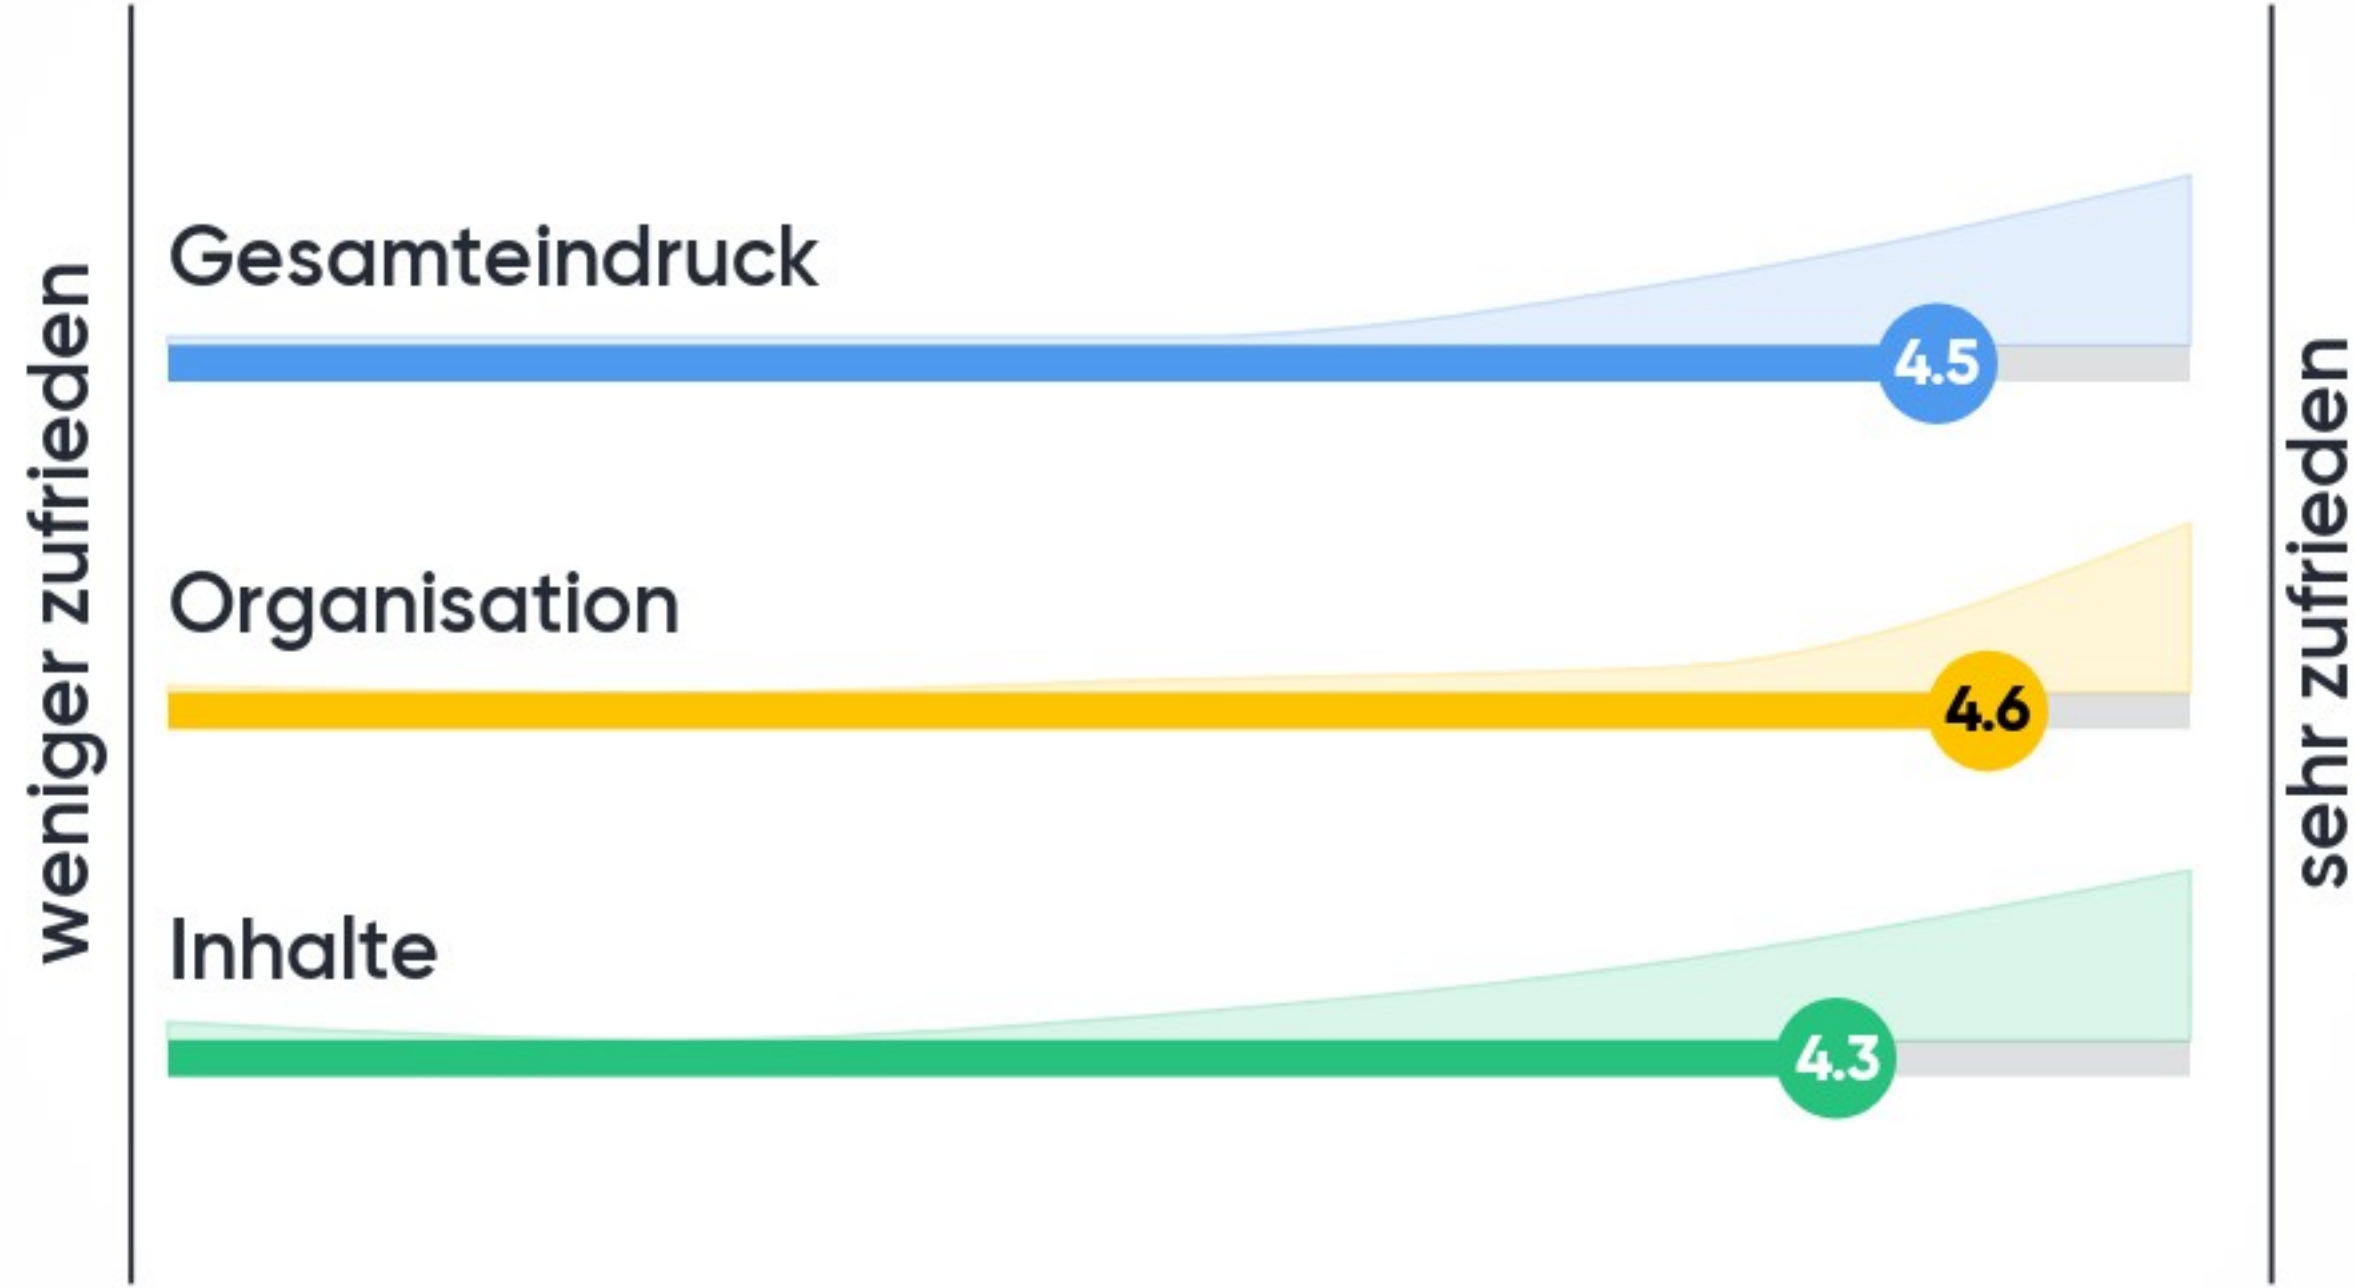 weniger zufrieden
Gesamteindruck
4.5
Organisation
4.6
Inhalte
4.3
sehr zufrieden